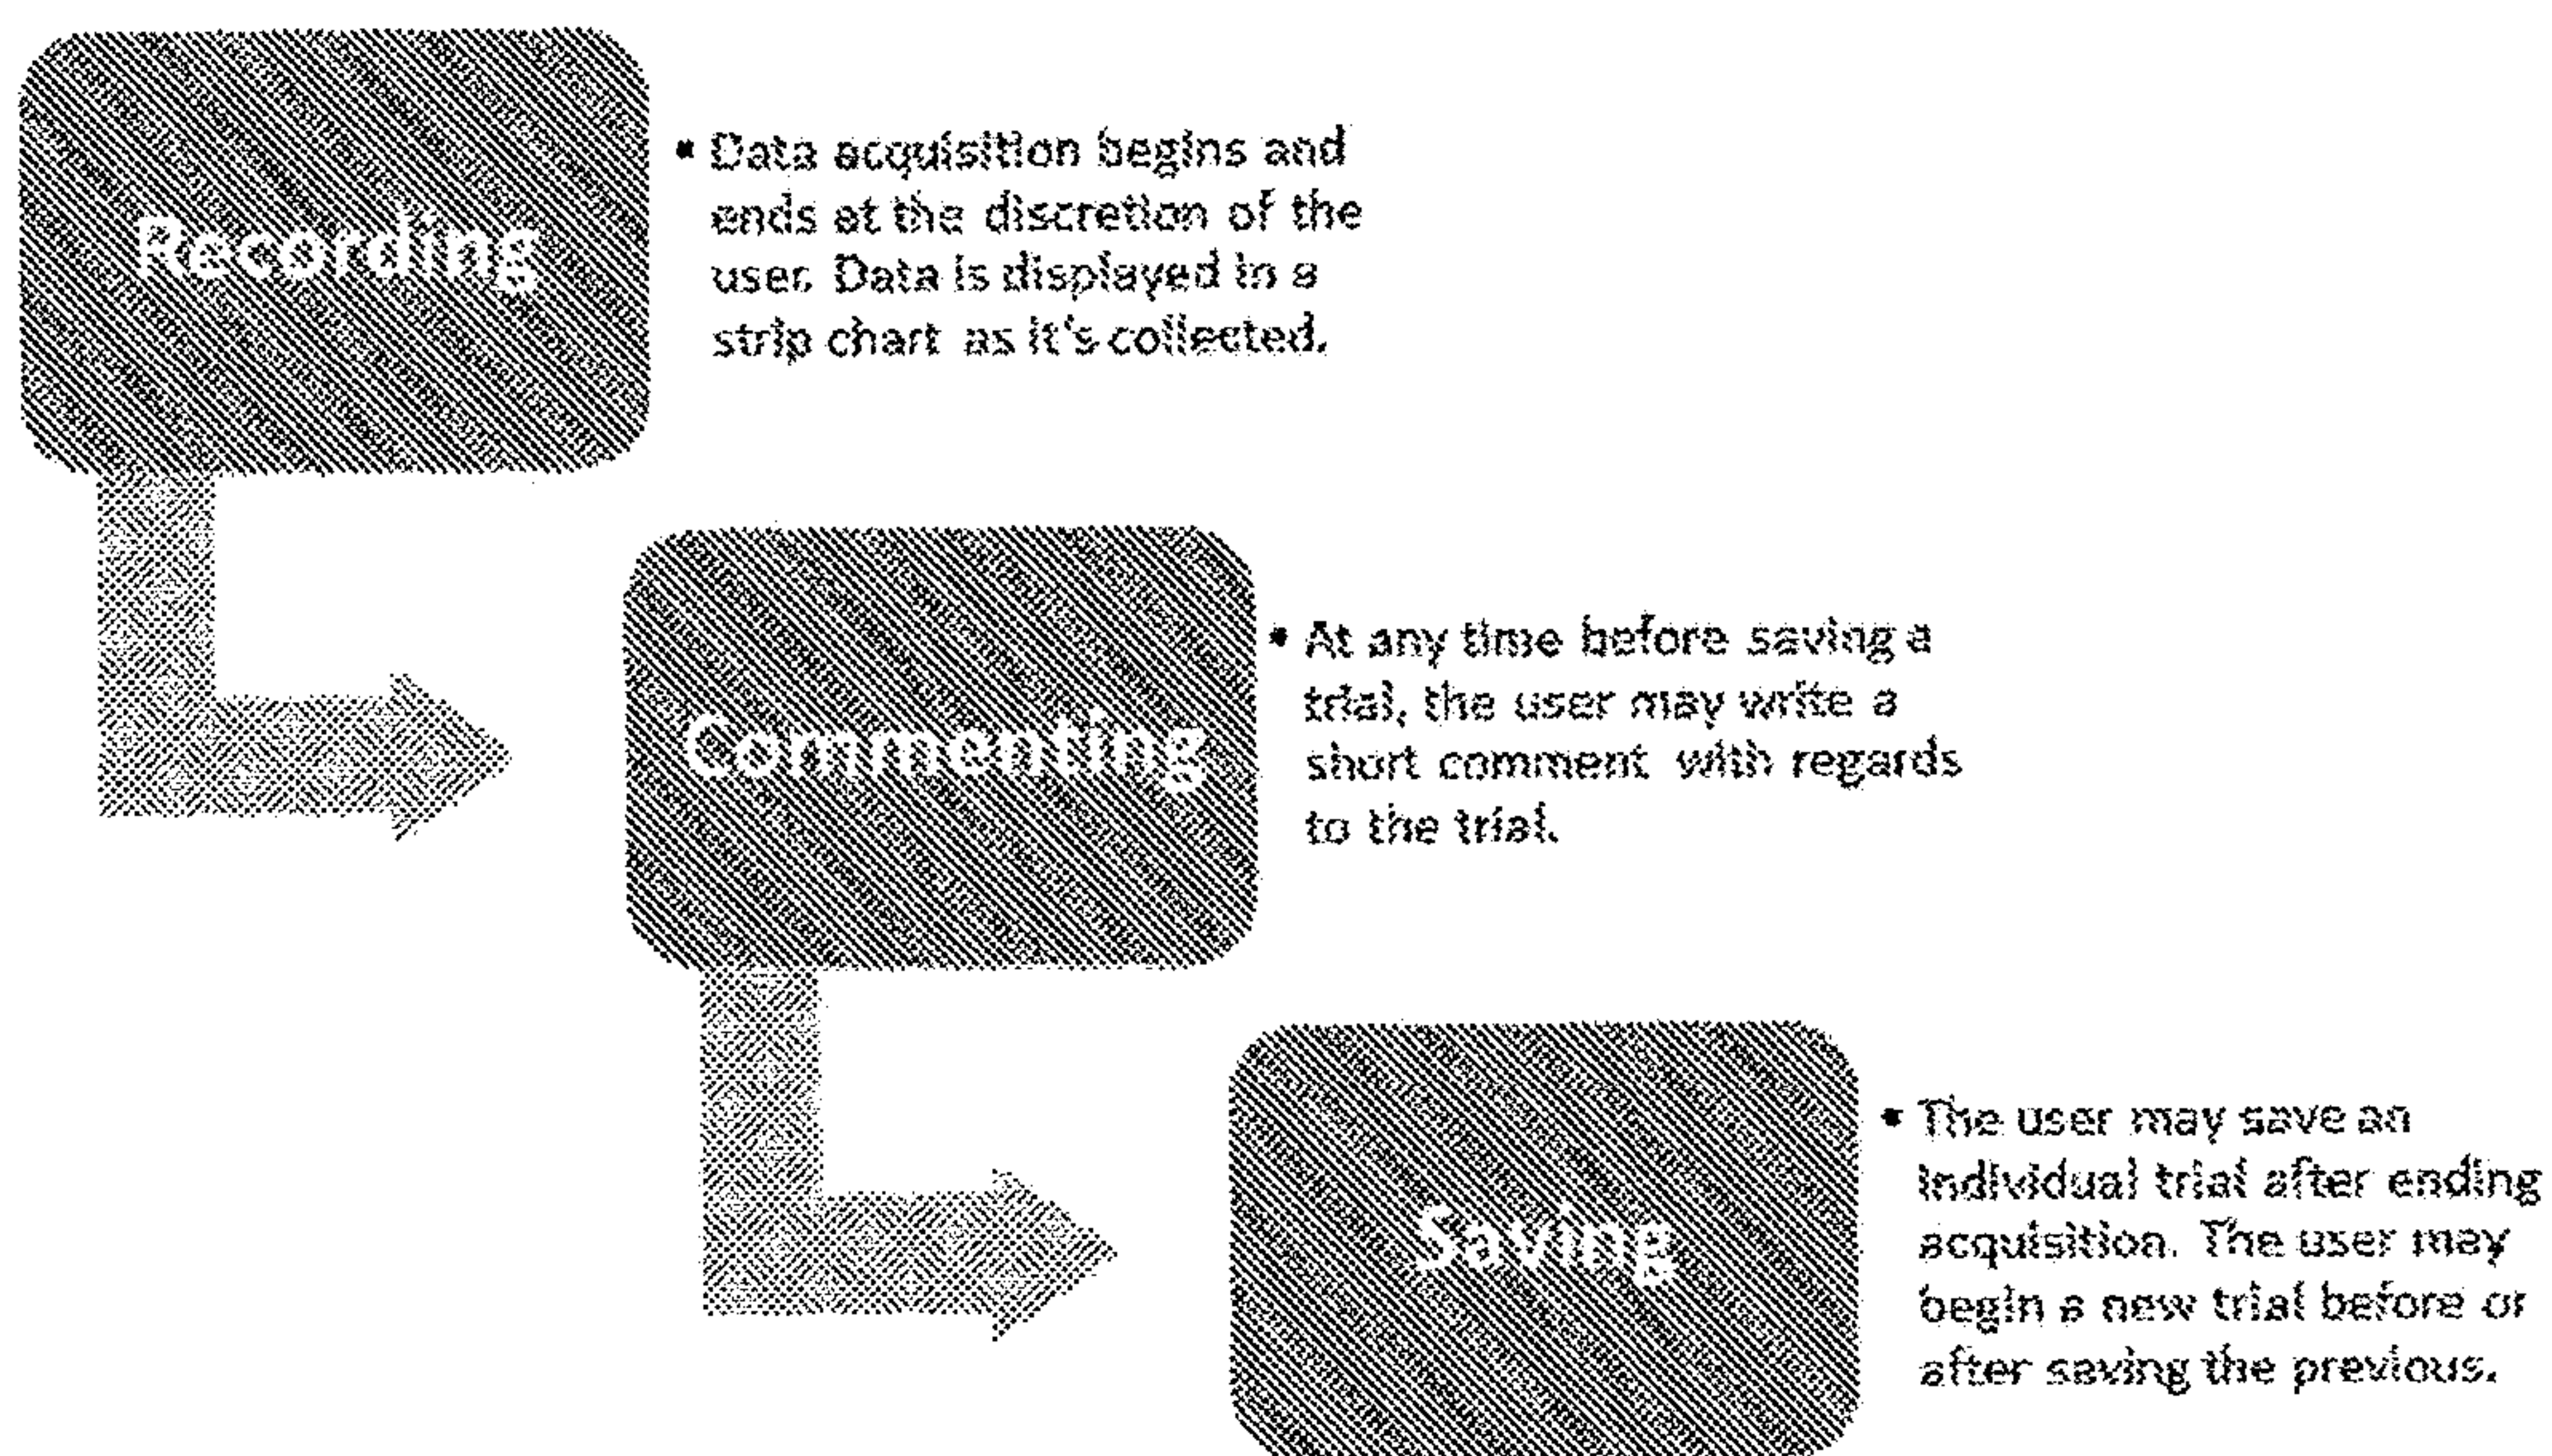 Recording
• Data acquisition begins and
ends at the discretion of the
user. Data is displayed in a
strip chart as it's collected.
Commenting
• At any time before saving a
trial, the user may write a
short comment with regards
to the trial.
Saving
• The user may save an
individual trial after ending
acquisition. The user may
begin a new trial before or
after saving the previous.